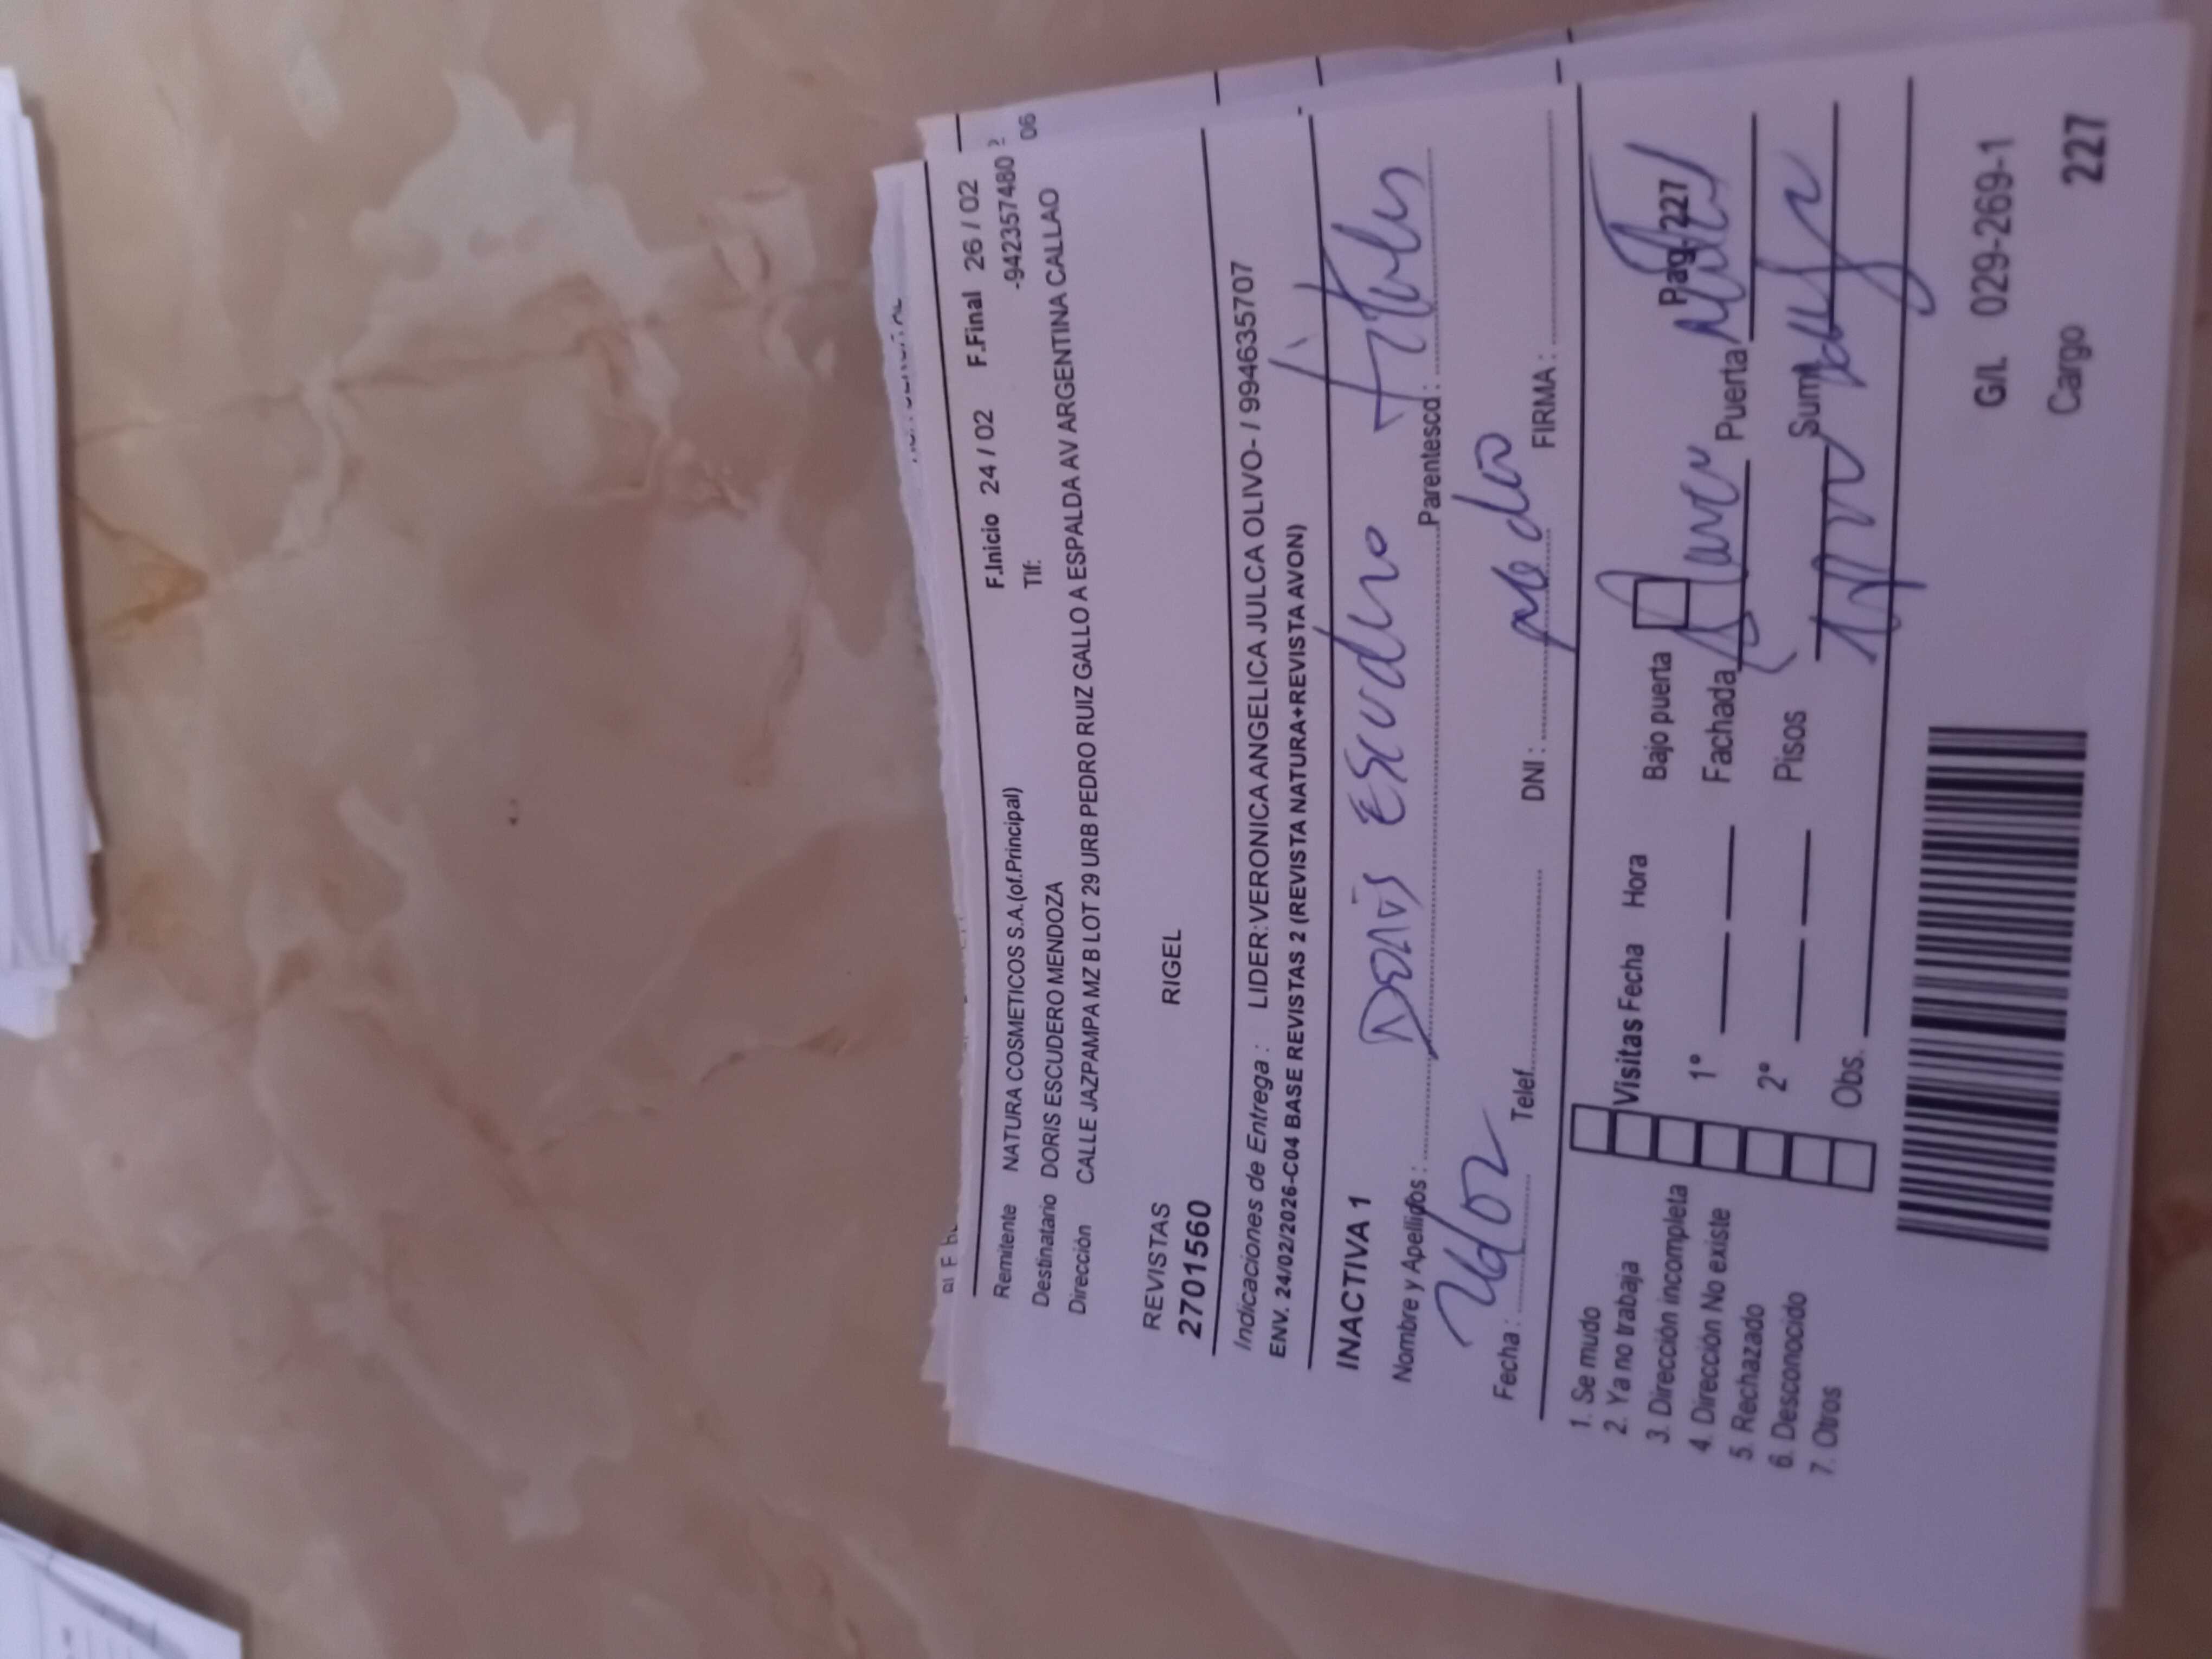 F.Inicio 24 / 02 F.Final 26 / 02
Remitente NATURA COSMETICOS S.A.(of.Principal) Tlf: -942357480
06
Destinatario DORIS ESCUDERO MENDOZA
Dirección CALLE JAZPAMPA MZ B LOT 29 URB PEDRO RUIZ GALLO A ESPALDA AV ARGENTINA CALLAO
REVISTAS RIGEL
2701560
Indicaciones de Entrega : LIDER:VERONICA ANGELICA JULCA OLIVO- / 994635707
ENV. 24/02/2026-C04 BASE REVISTAS 2 (REVISTA NATURA+REVISTA AVON)
INACTIVA 1
Nombre y Apellidos : Escudero Parentesco :
Fecha : Telef. DNI : no dio FIRMA :
1. Se mudo
2. Ya no trabaja
3. Dirección incompleta
4. Dirección No existe
5. Rechazado
6. Desconocido
7. Otros
Visitas Fecha Hora
1°
2°
Obs.
Bajo puerta Pag.227
Fachada Puerta
Pisos Sum
G/L 029-269-1
Cargo 227